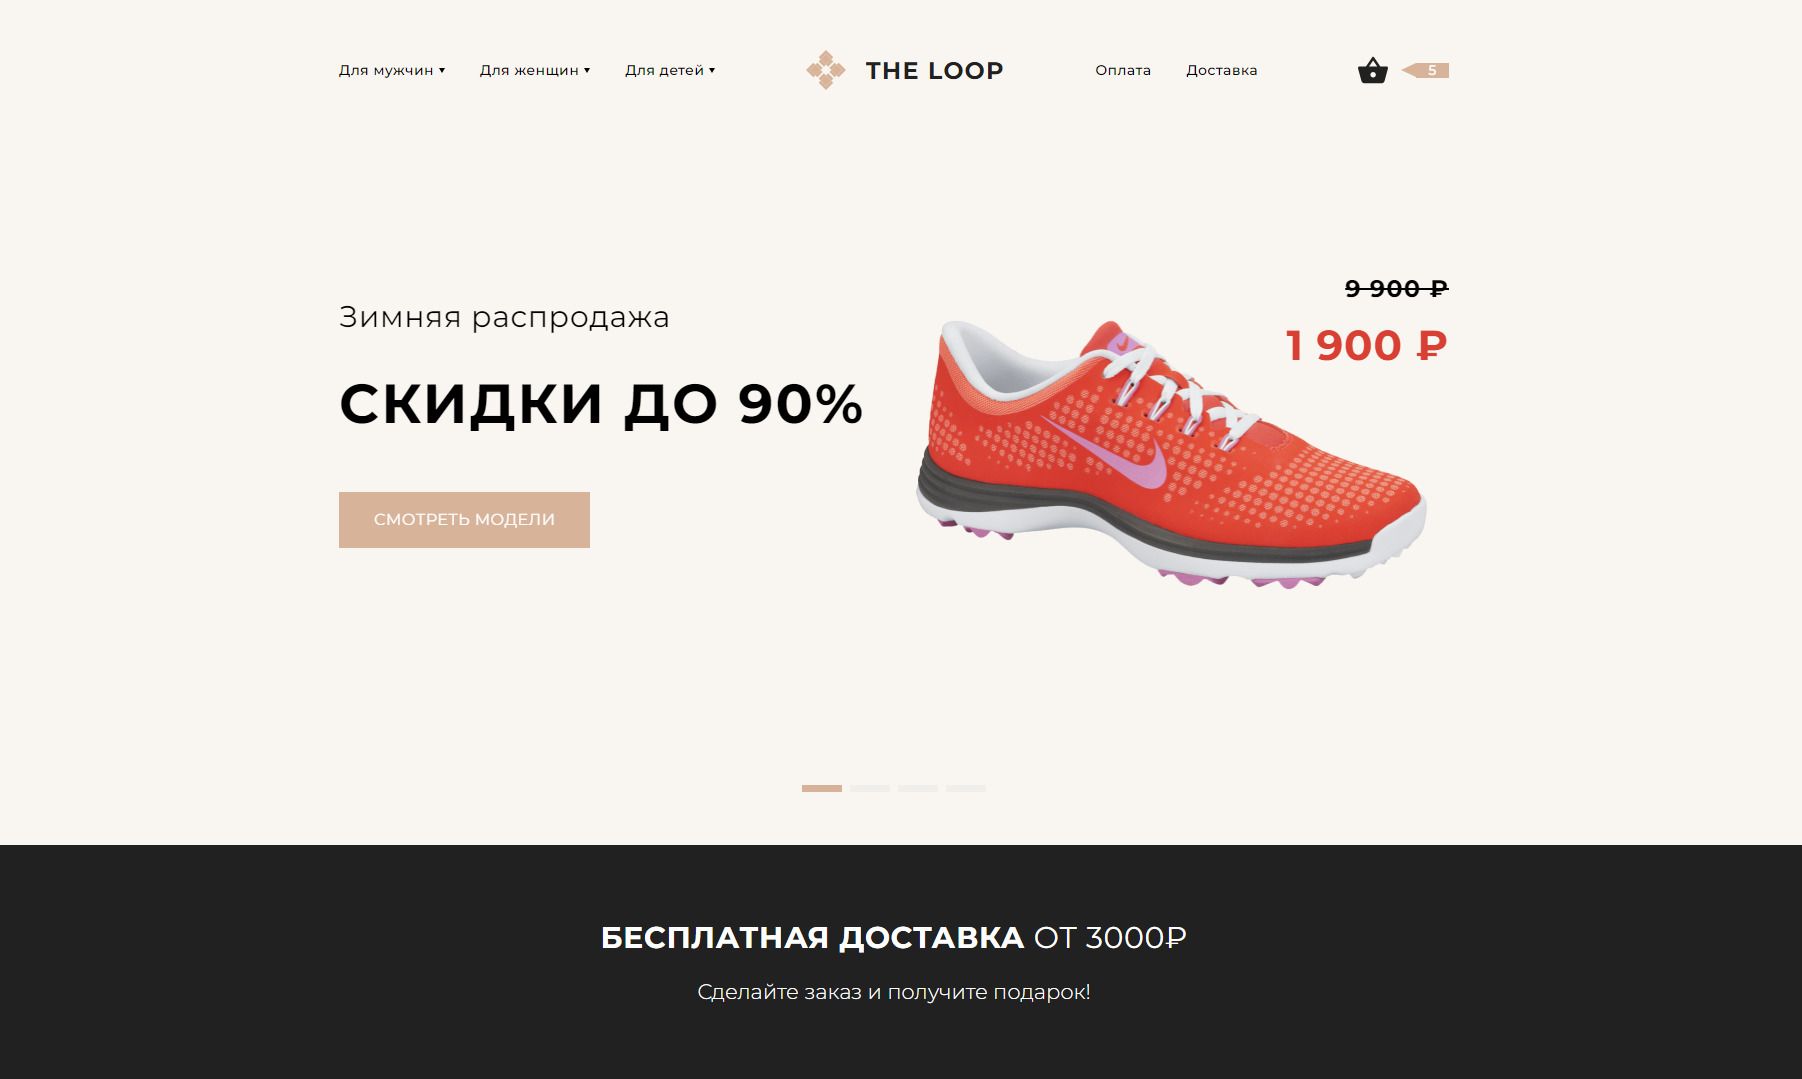 Для мужчин Для женщин Для детей THE LOOP Оплата Доставка 5
9 900 ₽
Зимняя распродажа
1 900 ₽
СКИДКИ ДО 90%
СМОТРЕТЬ МОДЕЛИ
БЕСПЛАТНАЯ ДОСТАВКА ОТ 3000₽
Сделайте заказ и получите подарок!